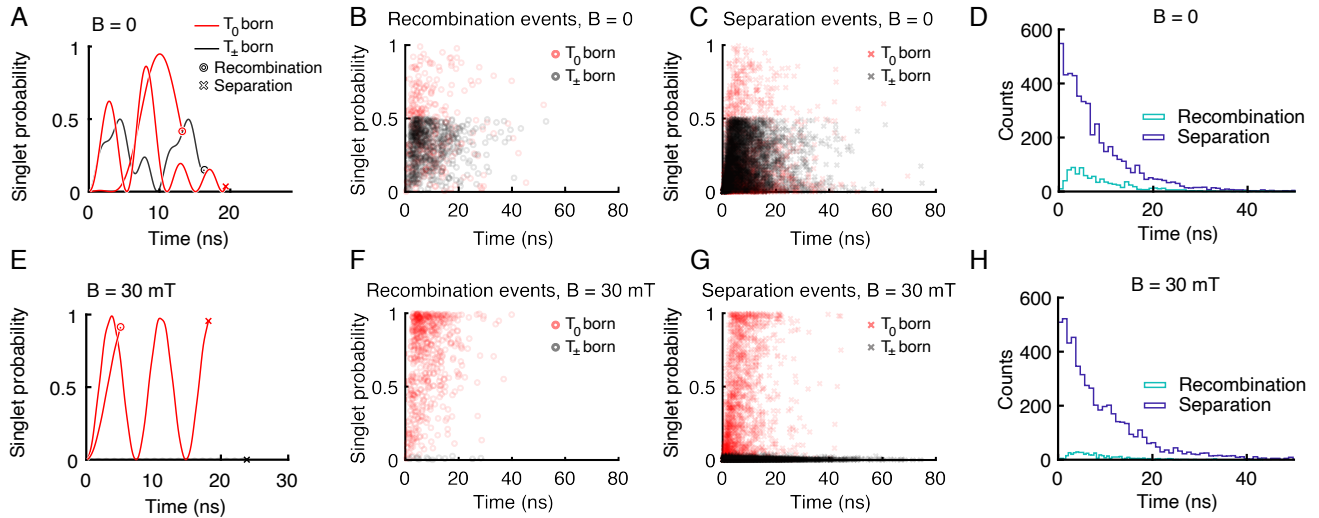 A
B = 0
T0 born
T± born
Recombination
Separation
Singlet probability
1
0.5
0
0
10
20
Time (ns)
B
Recombination events, B = 0
T0 born
T± born
Singlet probability
1
0.5
0
0
20
40
60
80
Time (ns)
C
Separation events, B = 0
T0 born
T± born
Singlet probability
1
0.5
0
0
20
40
60
80
Time (ns)
D
B = 0
Counts
600
400
200
0
Recombination
Separation
0
20
40
Time (ns)
E
B = 30 mT
Singlet probability
1
0.5
0
0
10
20
30
Time (ns)
F
Recombination events, B = 30 mT
T0 born
T± born
Singlet probability
1
0.5
0
0
20
40
60
80
Time (ns)
G
Separation events, B = 30 mT
T0 born
T± born
Singlet probability
1
0.5
0
0
20
40
60
80
Time (ns)
H
B = 30 mT
Counts
600
400
200
0
Recombination
Separation
0
20
40
Time (ns)